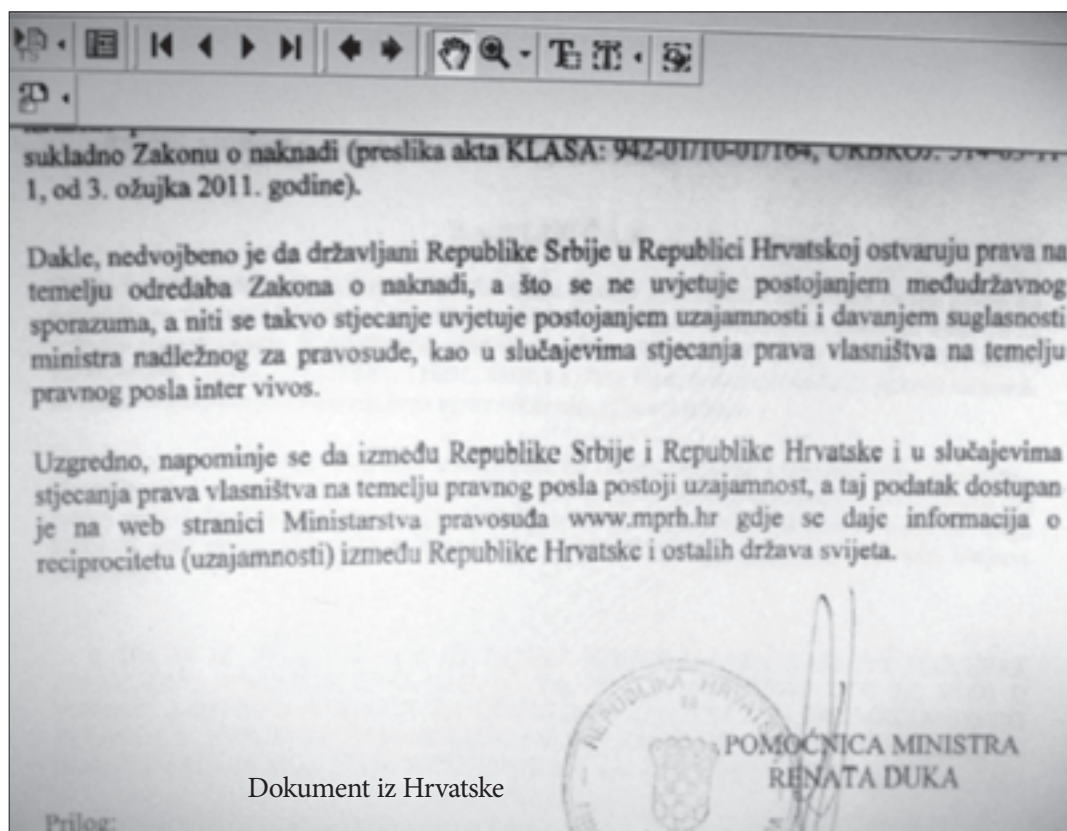 sukladno Zakonu o naknadi (preslika akta KLASA: 942-01/10-01/164,
1, od 3. ožujka 2011. godine).
Dakle, nedvojbeno je da državljani Republike Srbije u Republici Hrvatskoj ostvaruju prava na
temelju odredaba Zakona o naknadi, a što se ne uvjetuje postojanjem međudržavnog
sporazuma, a niti se takvo stjecanje uvjetuje postojanjem uzajamnosti i davanjem suglasnosti
ministra nadležnog za pravosuđe, kao u slučajevima stjecanja prava vlasništva na temelju
pravnog posla inter vivos.
Uzgredno, napominje se da između Republike Srbije i Republike Hrvatske i u slučajevima
stjecanja prava vlasništva na temelju pravnog posla postoji uzajamnost, a taj podatak dostupan
je na web stranici Ministarstva pravosuđa www.mprh.hr gdje se daje informacija o
reciprocitetu (uzajamnosti) između Republike Hrvatske i ostalih država svijeta.
REPUBLIKA
POMOĆNICA MINISTRA
RENATA DUKA
Dokument iz Hrvatske
Prilog: